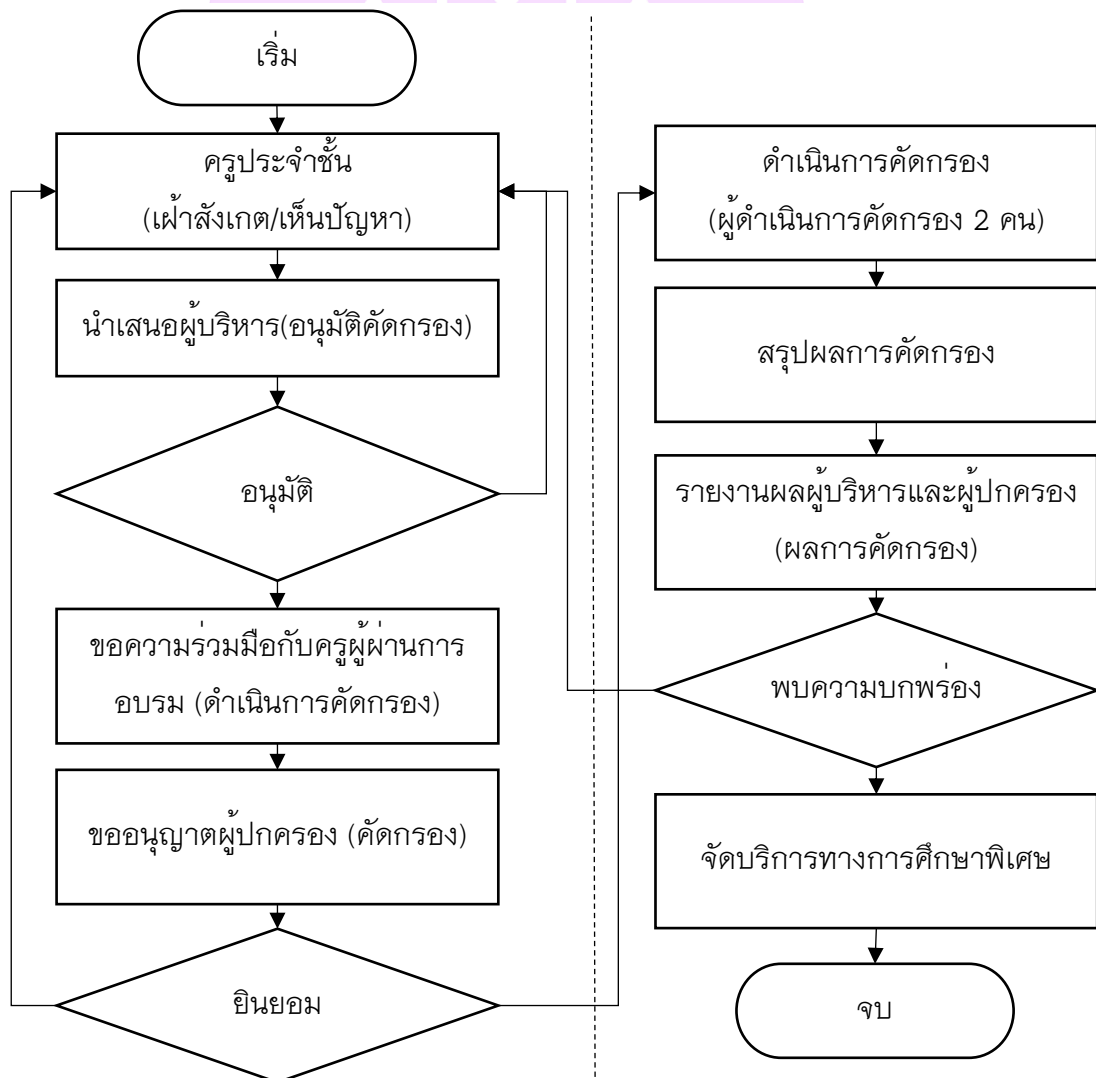 เริ่ม
ครูประจำชั้น
(เฝ้าสังเกต/เห็นปัญหา)
นำเสนอผู้บริหาร(อนุมัติคัดกรอง)
อนุมัติ
ขอความร่วมมือกับครูผู้ผ่านการ
อบรม (ดำเนินการคัดกรอง)
ขออนุญาตผู้ปกครอง (คัดกรอง)
ยินยอม
ดำเนินการคัดกรอง
(ผู้ดำเนินการคัดกรอง 2 คน)
สรุปผลการคัดกรอง
รายงานผลผู้บริหารและผู้ปกครอง
(ผลการคัดกรอง)
พบความบกพร่อง
จัดบริการทางการศึกษาพิเศษ
จบ